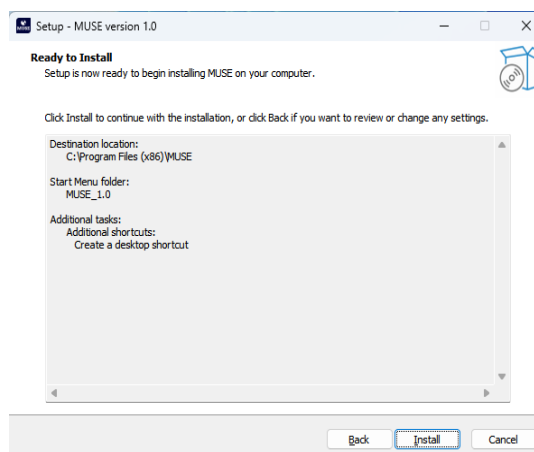 Setup - MUSE version 1.0
Ready to Install
Setup is now ready to begin installing MUSE on your computer.
Click Install to continue with the installation, or click Back if you want to review or change any settings.
Destination location:
C:\Program Files (x86)\MUSE
Start Menu folder:
MUSE_1.0
Additional tasks:
Additional shortcuts:
Create a desktop shortcut
Back Install Cancel